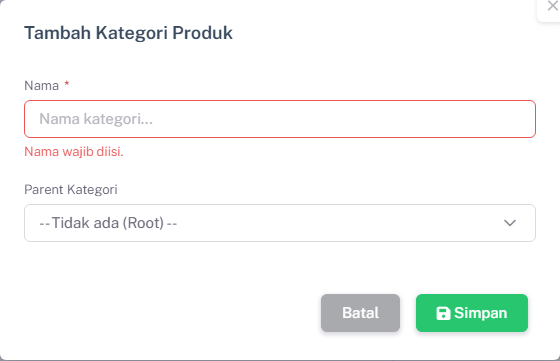 Tambah Kategori Produk
Nama *
Nama kategori...
Nama wajib diisi.
Parent Kategori
-- Tidak ada (Root) --
Batal
Simpan